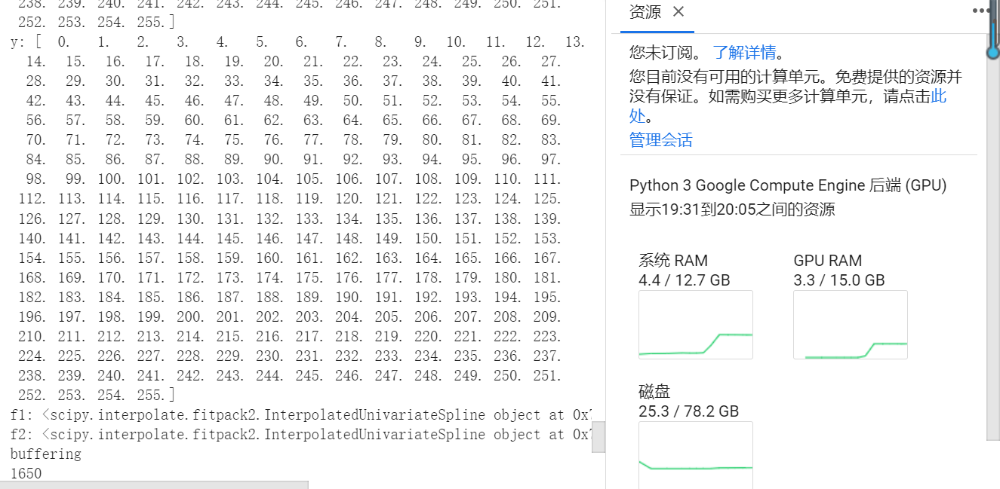 238. 239. 240. 241. 242. 243. 244. 245. 246. 247. 248. 249. 250. 251.
252. 253. 254. 255.]
y: [ 0. 1. 2. 3. 4. 5. 6. 7. 8. 9. 10. 11. 12. 13.
14. 15. 16. 17. 18. 19. 20. 21. 22. 23. 24. 25. 26. 27.
28. 29. 30. 31. 32. 33. 34. 35. 36. 37. 38. 39. 40. 41.
42. 43. 44. 45. 46. 47. 48. 49. 50. 51. 52. 53. 54. 55.
56. 57. 58. 59. 60. 61. 62. 63. 64. 65. 66. 67. 68. 69.
70. 71. 72. 73. 74. 75. 76. 77. 78. 79. 80. 81. 82. 83.
84. 85. 86. 87. 88. 89. 90. 91. 92. 93. 94. 95. 96. 97.
98. 99. 100. 101. 102. 103. 104. 105. 106. 107. 108. 109. 110. 111.
112. 113. 114. 115. 116. 117. 118. 119. 120. 121. 122. 123. 124. 125.
126. 127. 128. 129. 130. 131. 132. 133. 134. 135. 136. 137. 138. 139.
140. 141. 142. 143. 144. 145. 146. 147. 148. 149. 150. 151. 152. 153.
154. 155. 156. 157. 158. 159. 160. 161. 162. 163. 164. 165. 166. 167.
168. 169. 170. 171. 172. 173. 174. 175. 176. 177. 178. 179. 180. 181.
182. 183. 184. 185. 186. 187. 188. 189. 190. 191. 192. 193. 194. 195.
196. 197. 198. 199. 200. 201. 202. 203. 204. 205. 206. 207. 208. 209.
210. 211. 212. 213. 214. 215. 216. 217. 218. 219. 220. 221. 222. 223.
224. 225. 226. 227. 228. 229. 230. 231. 232. 233. 234. 235. 236. 237.
238. 239. 240. 241. 242. 243. 244. 245. 246. 247. 248. 249. 250. 251.
252. 253. 254. 255.]
f1: <scipy.interpolate.fitpack2.InterpolatedUnivariateSpline object at
f2: <scipy.interpolate.fitpack2.InterpolatedUnivariateSpline object at
buffering
1650
资源
您未订阅。 了解详情。
您目前没有可用的计算单元。免费提供的资源并
没有保证。如需购买更多计算单元，请点击此
处。
管理会话
Python 3 Google Compute Engine 后端 (GPU)
显示19:31到20:05之间的资源
系统 RAM
4.4 / 12.7 GB
GPU RAM
3.3 / 15.0 GB
磁盘
25.3 / 78.2 GB